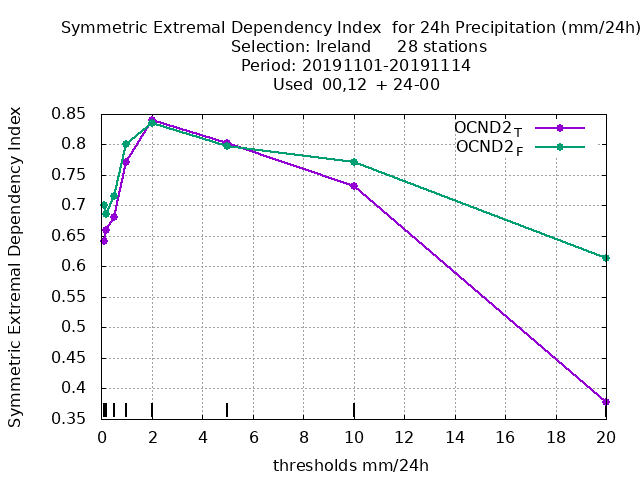 Symmetric Extremal Dependency Index for 24h Precipitation (mm/24h)
Selection: Ireland 28 stations
Period: 20191101-20191114
Used 00,12 + 24-00
Symmetric Extremal Dependency Index
0.85
0.8
0.75
0.7
0.65
0.6
0.55
0.5
0.45
0.4
0.35
OCND2T
OCND2F
0 2 4 6 8 10 12 14 16 18 20
thresholds mm/24h